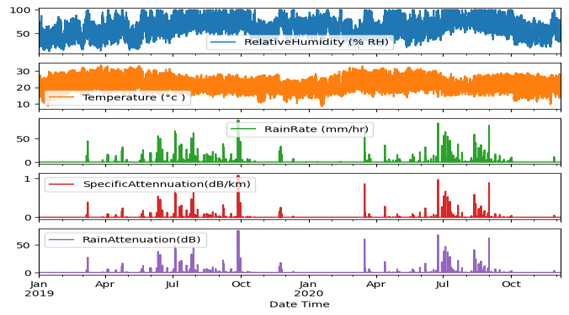 100
50
RelativeHumidity (% RH)
30
20
10
Temperature (°c )
50
0
RainRate (mm/hr)
1
0
SpecificAttenuation(dB/km)
50
0
RainAttenuation(dB)
Jan Apr Jul Oct Jan Apr Jul Oct
2019 2020
Date Time